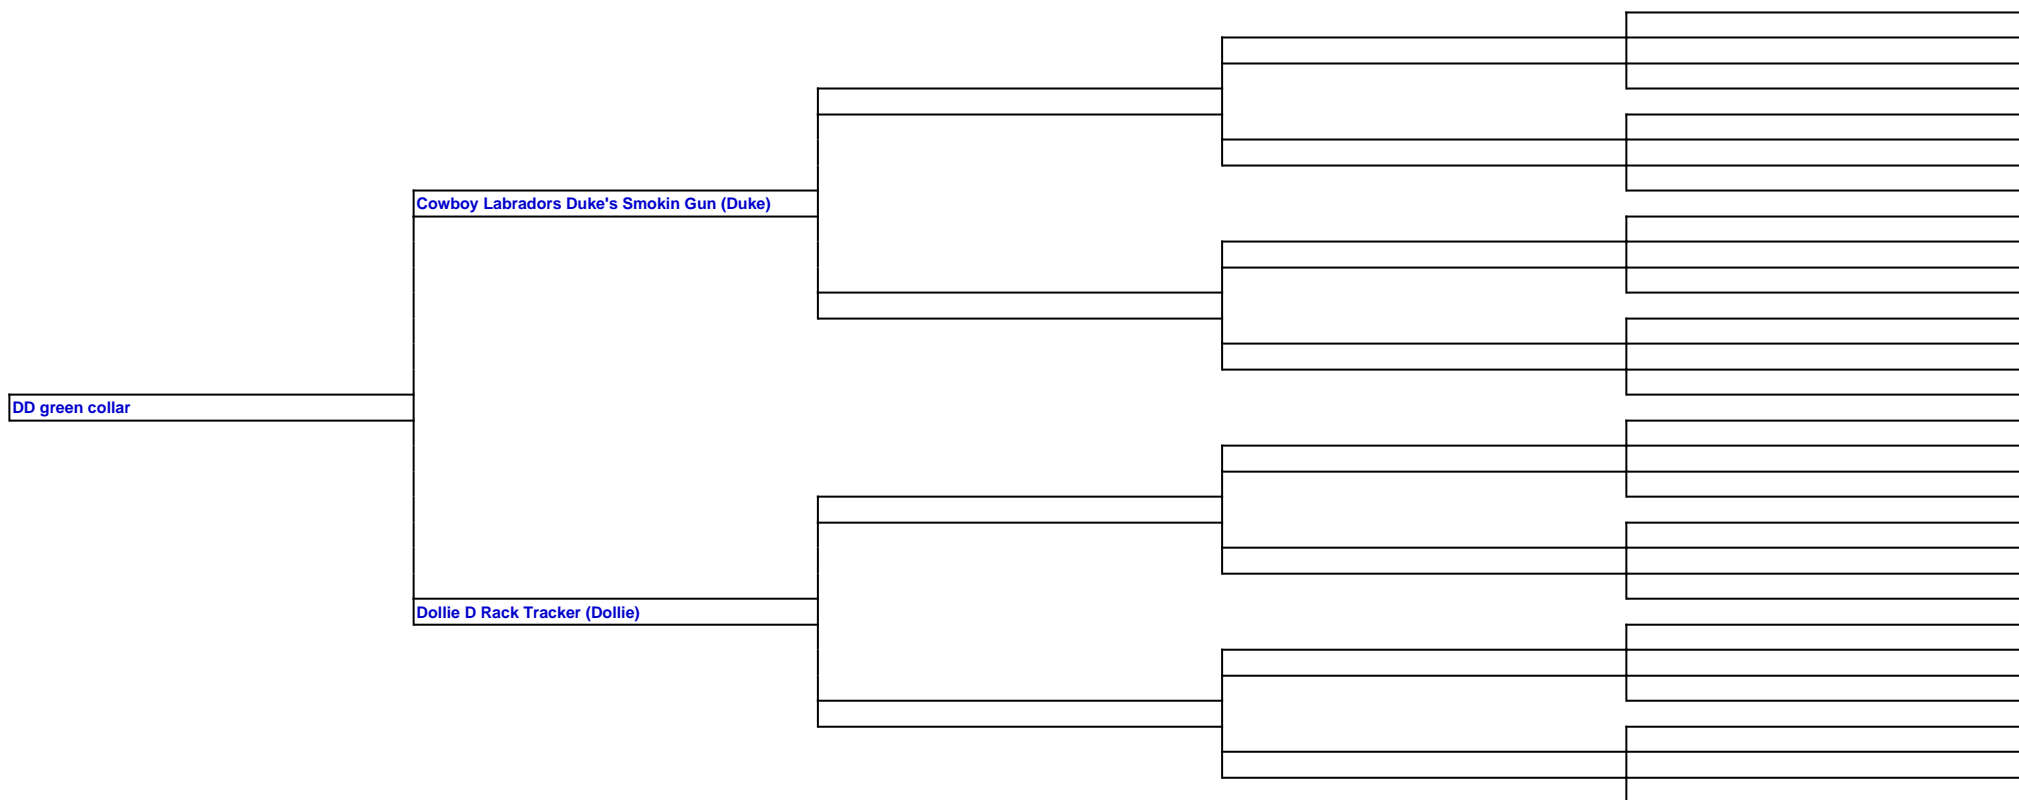 Cowboy Labradors Duke's Smokin Gun (Duke)
DD green collar
Dollie D Rack Tracker (Dollie)